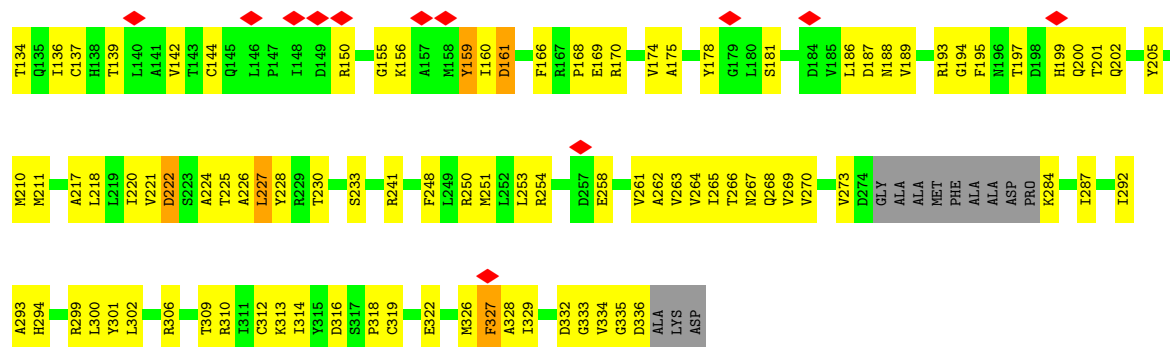 T134 Q135 I136 C137 H138 T139 L140 A141 V142 T143 C144 Q145 L146 P147 I148 D149 R150 G155 K156 A157 M158 Y159 I160 D161 F166 R167 P168 E169 R170 V174 A175 Y178 G179 L180 S181 D184 V185 L186 D187 N188 V189 R193 G194 F195 N196 T197 D198 H199 Q200 T201 Q202 Y205
M210 M211 A217 L218 L219 I220 V221 D222 S223 A224 T225 A226 L227 Y228 R229 T230 S233 R241 F248 L249 R250 M251 L252 L253 R254 D257 E258 V261 A262 V263 V264 I265 T266 N267 Q268 V269 V270 V273 D274 GLY ALA ALA MET PHE ALA ALA ASP PRO K284 I287 I292
A293 H294 R299 L300 Y301 L302 R306 T309 R310 I311 C312 K313 I314 Y315 D316 S317 P318 C319 E322 M326 F327 A328 I329 D332 G333 V334 G335 D336 ALA LYS ASP